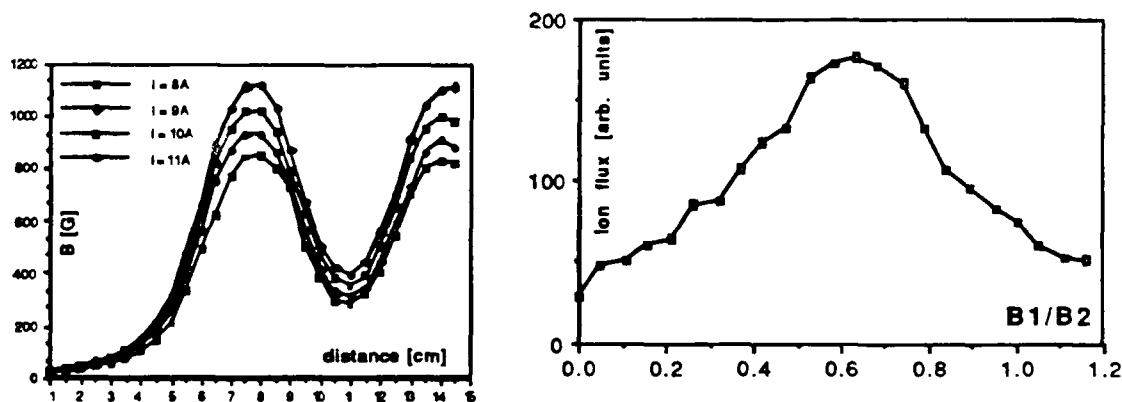 1200
1000
800
600
400
200
0
B [G]
I = 8A
I = 9A
I = 10A
I = 11A
distance [cm]
1 2 3 4 5 6 7 8 9 10 11 12 13 14 15
200
100
0
Ion flux [arb. units]
B1/B2
0.0 0.2 0.4 0.6 0.8 1.0 1.2